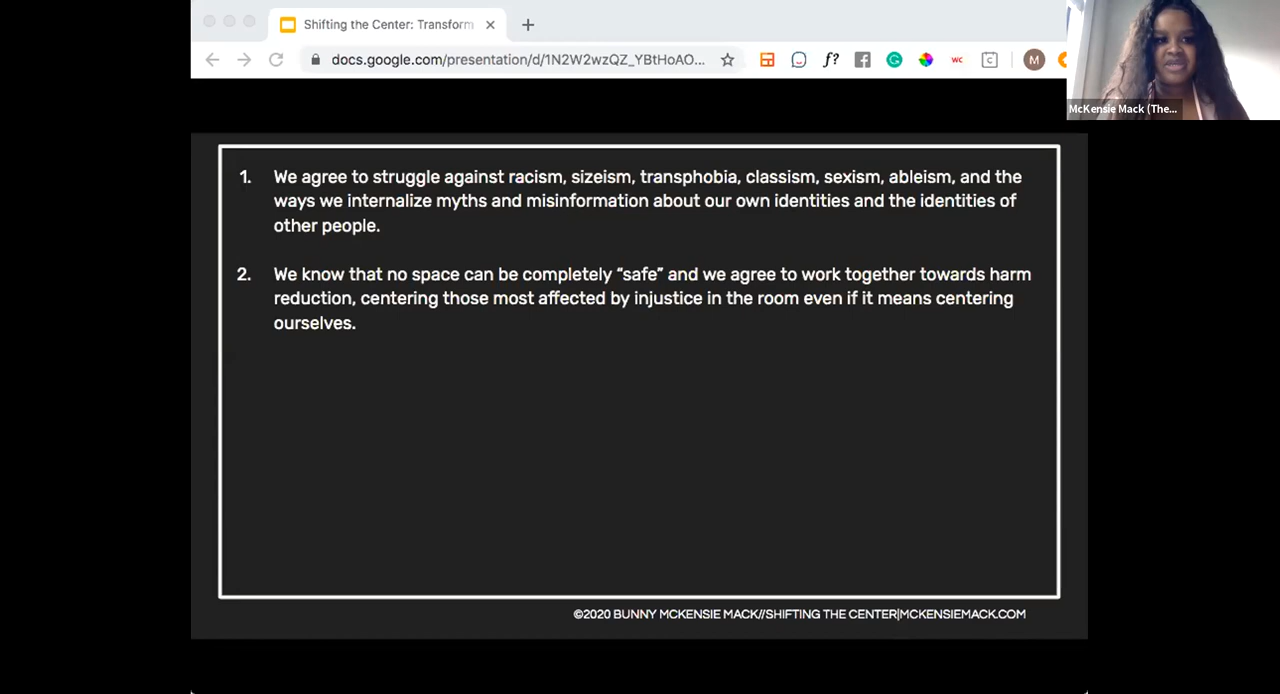 Shifting the Center: Transform
docs.google.com/presentation/d/1N2W2wzQZ_YBtHoAO...
f?
WC
C
M
McKensie Mack (The...
1. We agree to struggle against racism, sizeism, transphobia, classism, sexism, ableism, and the
ways we internalize myths and misinformation about our own identities and the identities of
other people.
2. We know that no space can be completely “safe” and we agree to work together towards harm
reduction, centering those most affected by injustice in the room even if it means centering
ourselves.
©2020 BUNNY MCKENSIE MACK//SHIFTING THE CENTER|MCKENSIEMACK.COM